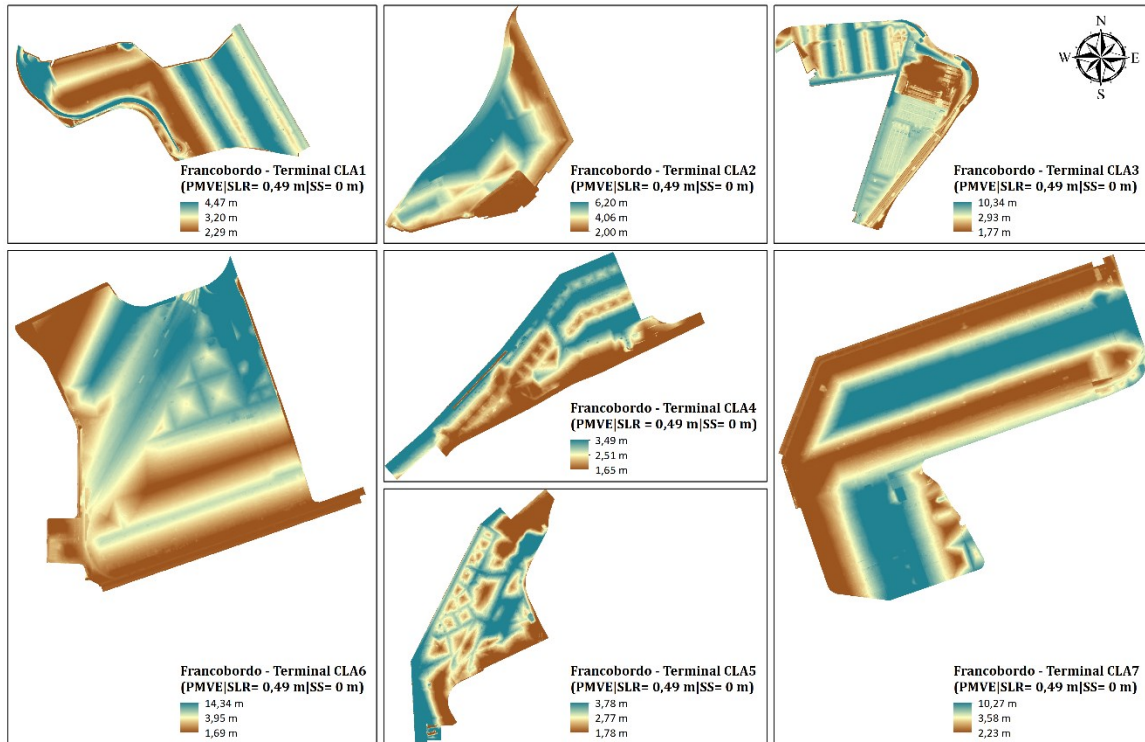 Francobordo - Terminal CLA1
(PMVE|SLR= 0,49 m|SS= 0 m)
4,47 m
3,20 m
2,29 m
Francobordo - Terminal CLA2
(PMVE|SLR= 0,49 m|SS= 0 m)
6,20 m
4,06 m
2,00 m
N
W E
S
Francobordo - Terminal CLA3
(PMVE|SLR= 0,49 m|SS= 0 m)
10,34 m
2,93 m
1,77 m
Francobordo - Terminal CLA6
(PMVE|SLR= 0,49 m|SS= 0 m)
14,34 m
3,95 m
1,69 m
Francobordo - Terminal CLA4
(PMVE|SLR = 0,49 m|SS= 0 m)
3,49 m
2,51 m
1,65 m
Francobordo - Terminal CLA5
(PMVE|SLR= 0,49 m|SS= 0 m)
3,78 m
2,77 m
1,78 m
Francobordo - Terminal CLA7
(PMVE|SLR= 0,49 m|SS= 0 m)
10,27 m
3,58 m
2,23 m